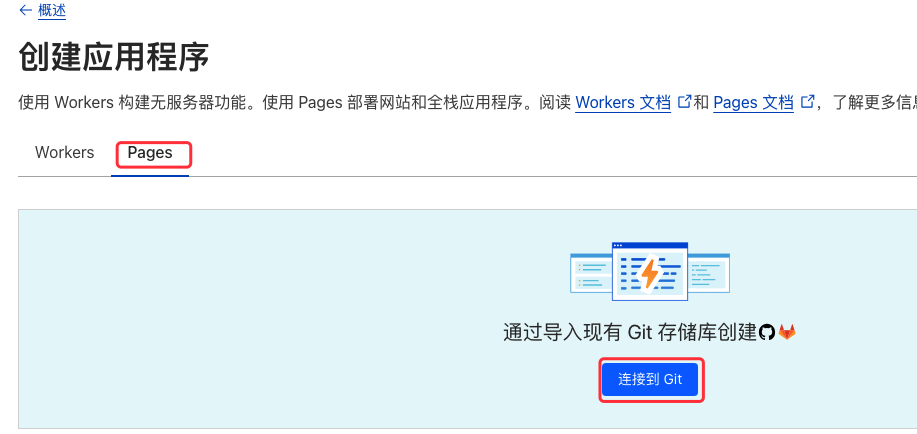 ← 概述
创建应用程序
使用 Workers 构建无服务器功能。使用 Pages 部署网站和全栈应用程序。阅读 Workers 文档 和 Pages 文档，了解更多信息
Workers Pages
通过导入现有 Git 存储库创建
连接到 Git